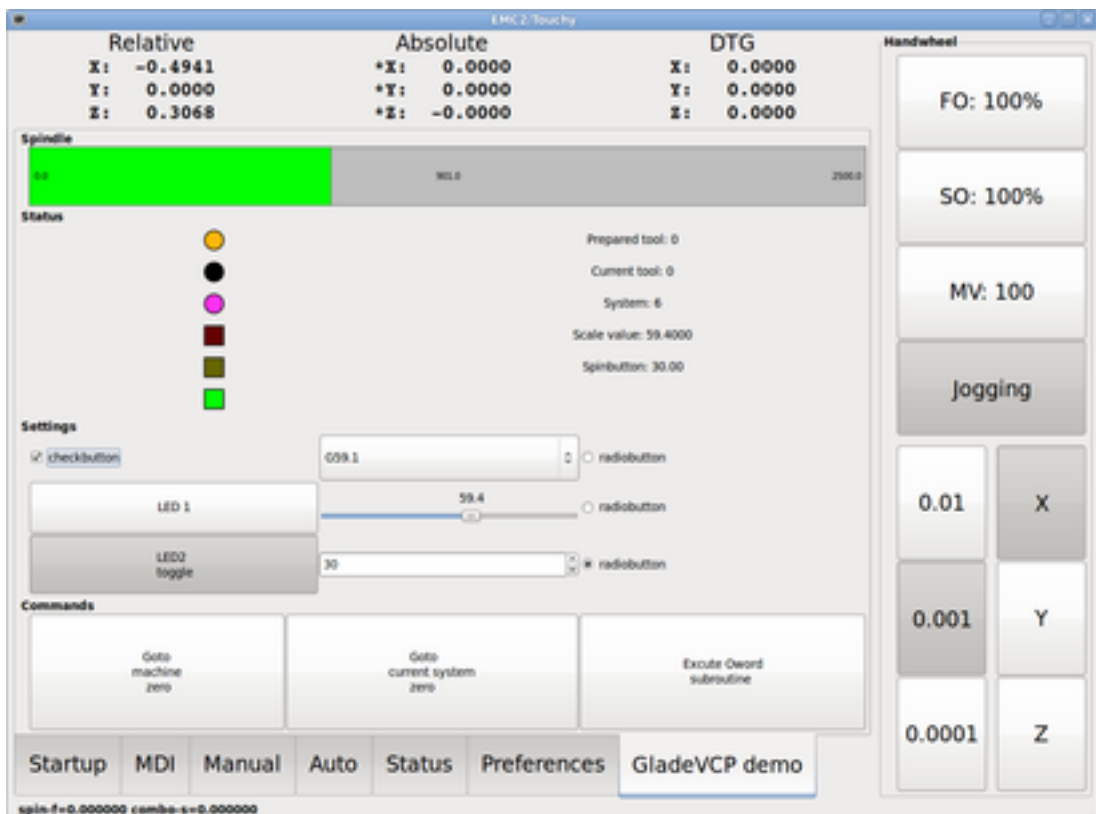 EMC2/Touchy
Relative Absolute DTG
X: -0.4941 *X: 0.0000 X: 0.0000
Y: 0.0000 *Y: 0.0000 Y: 0.0000
Z: 0.3068 *Z: -0.0000 Z: 0.0000
Handwheel
FO: 100%
SO: 100%
MV: 100
Jogging
0.01 X
0.001 Y
0.0001 Z
Spindle
0.0 901.0 2500.0
Status
Prepared tool: 0
Current tool: 0
System: 6
Scale value: 59.4000
Spinbutton: 30.00
Settings
checkbutton G59.1 radiobutton
LED 1 59.4 radiobutton
LED2
toggle
30 radiobutton
Commands
Goto
machine
zero
Goto
current system
zero
Excute Oword
subroutine
Startup MDI Manual Auto Status Preferences GladeVCP demo
spin-f=0.000000 combo-s=0.000000